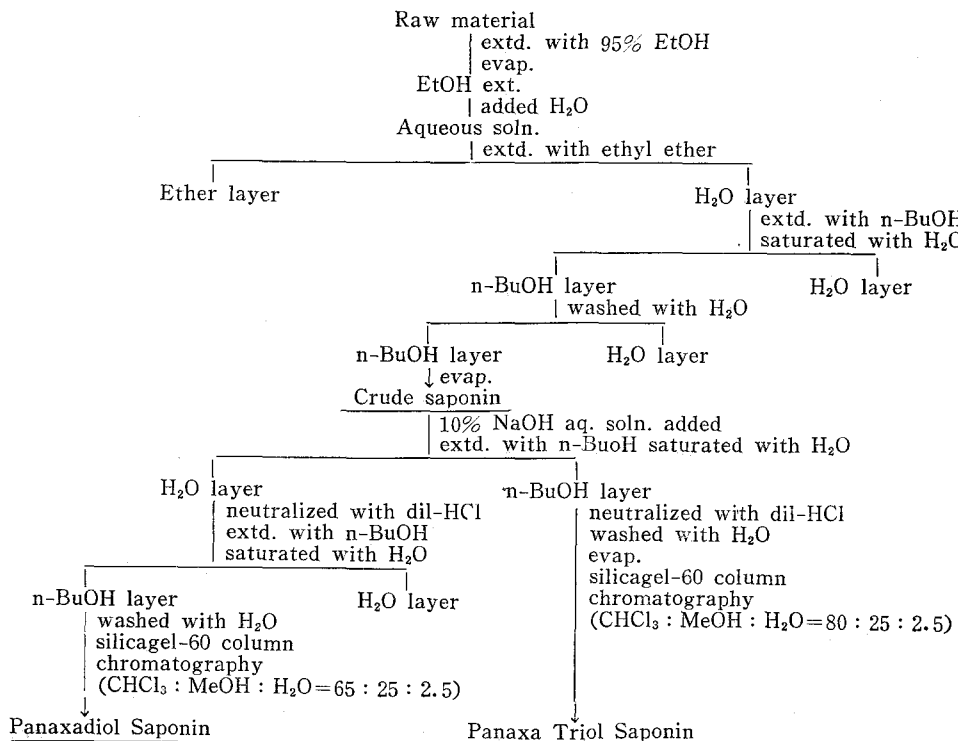 Raw material
extd. with 95% EtOH
evap.
EtOH ext.
added H₂O
Aqueous soln.
extd. with ethyl ether
Ether layer
H₂O layer
extd. with n-BuOH
saturated with H₂O
n-BuOH layer
H₂O layer
washed with H₂O
n-BuOH layer
H₂O layer
evap.
Crude saponin
10% NaOH aq. soln. added
extd. with n-BuoH saturated with H₂O
H₂O layer
n-BuOH layer
neutralized with dil-HCl
extd. with n-BuOH
saturated with H₂O
neutralized with dil-HCl
washed with H₂O
evap.
silicagel-60 column
chromatography
(CHCl₃ : MeOH : H₂O=80 : 25 : 2.5)
n-BuOH layer
H₂O layer
washed with H₂O
silicagel-60 column
chromatography
(CHCl₃ : MeOH : H₂O=65 : 25 : 2.5)
Panaxadiol Saponin
Panaxa Triol Saponin